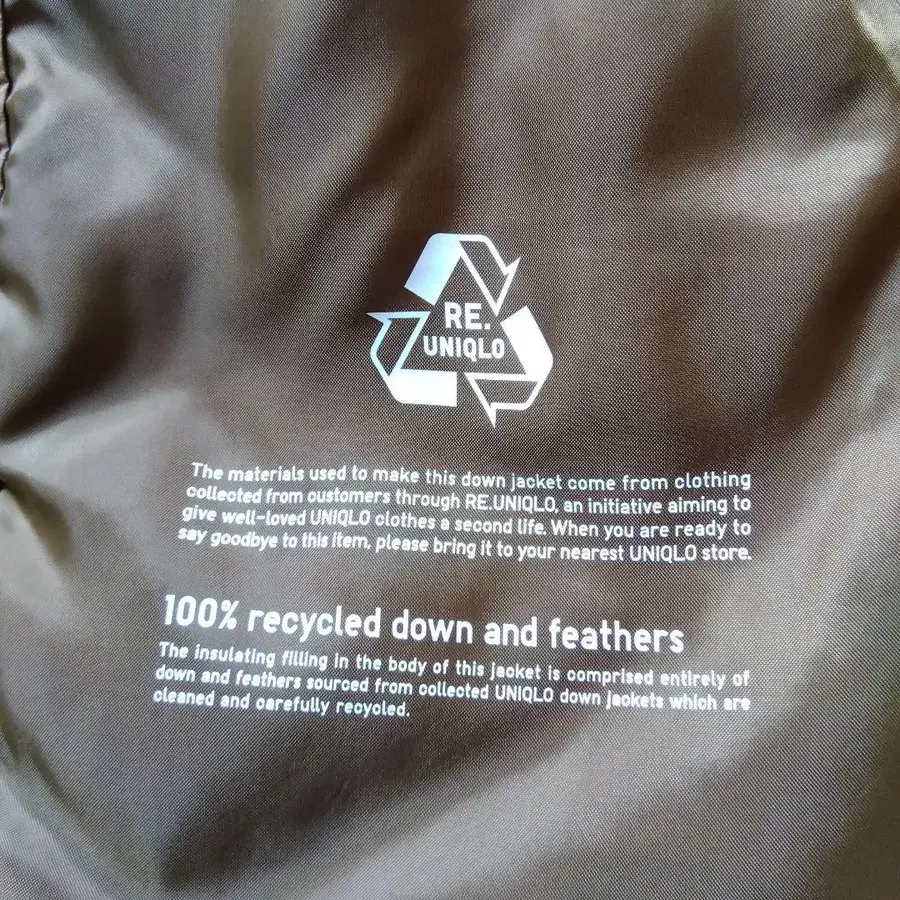 RE.
UNIQLO
The materials used to make this down jacket come from clothing
collected from customers through RE.UNIQLO, an initiative aiming to
give well-loved UNIQLO clothes a second life. When you are ready to
say goodbye to this item, please bring it to your nearest UNIQLO store.
100% recycled down and feathers
The insulating filling in the body of this jacket is comprised entirely of
down and feathers sourced from collected UNIQLO down jackets which are
cleaned and carefully recycled.